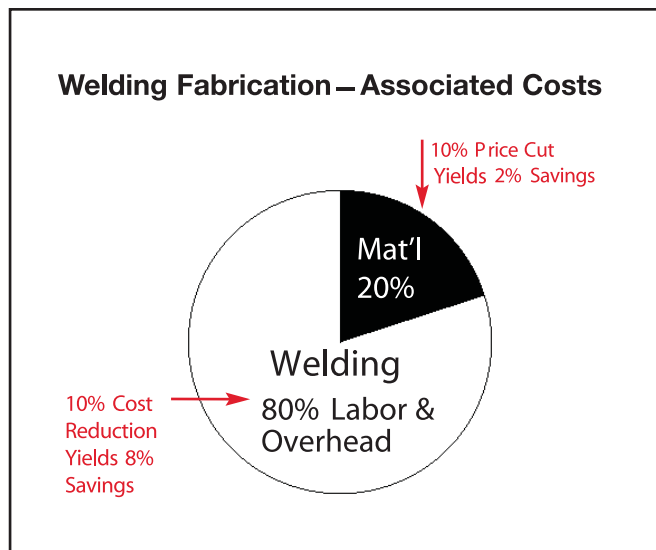 Welding Fabrication — Associated Costs
10% Price Cut
Yields 2% Savings
Mat'l
20%
Welding
80% Labor &
Overhead
10% Cost
Reduction
Yields 8%
Savings